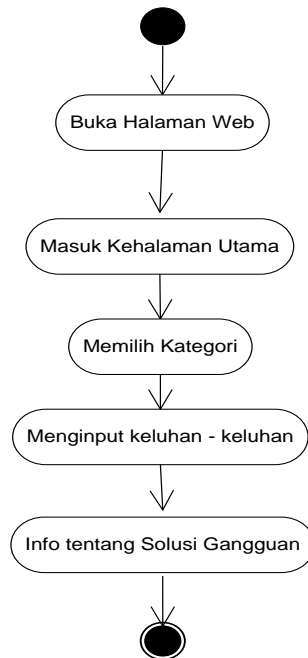 Buka Halaman Web
Masuk Kehalaman Utama
Memilih Kategori
Menginput keluhan - keluhan
Info tentang Solusi Gangguan